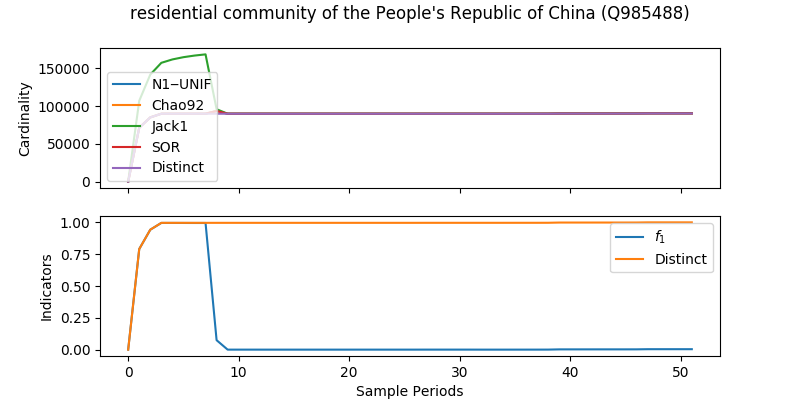 residential community of the People's Republic of China (Q985488)
Cardinality
150000
100000
50000
0
N1−UNIF
Chao92
Jack1
SOR
Distinct
Indicators
1.00
0.75
0.50
0.25
0.00
f1
Distinct
0 10 20 30 40 50
Sample Periods